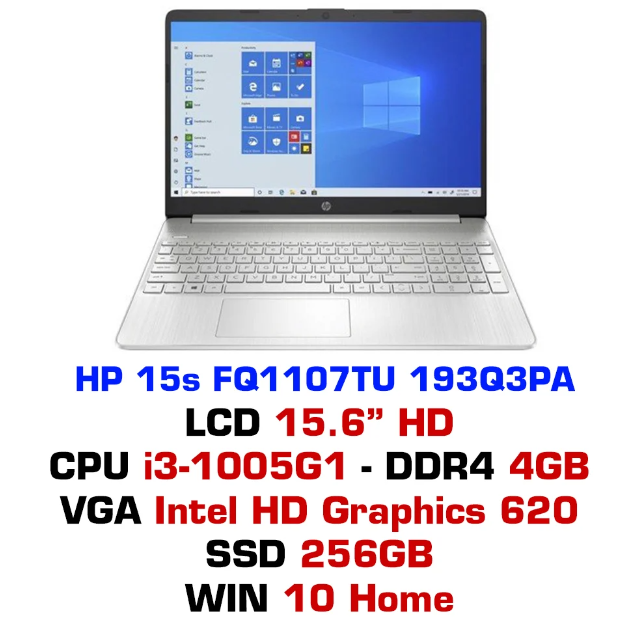 HP 15s FQ1107TU 193Q3PA
LCD 15.6” HD
CPU i3-1005G1 - DDR4 4GB
VGA Intel HD Graphics 620
SSD 256GB
WIN 10 Home